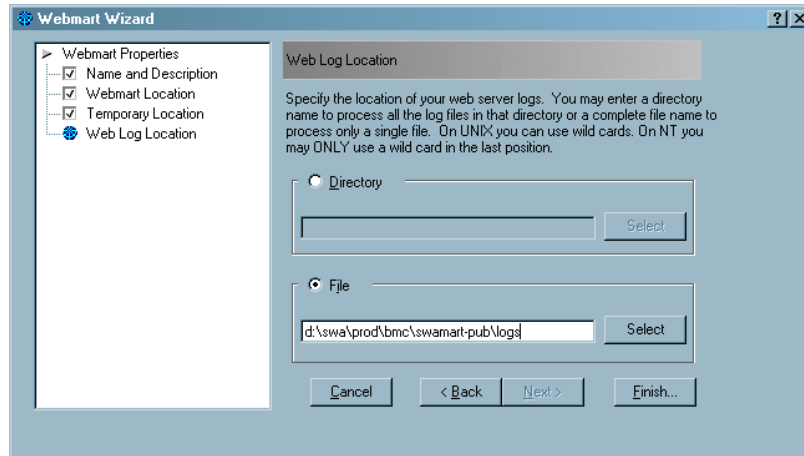 Webmart Wizard
Webmart Properties
Name and Description
Webmart Location
Temporary Location
Web Log Location
Web Log Location
Specify the location of your web server logs. You may enter a directory
name to process all the log files in that directory or a complete file name to
process only a single file. On UNIX you can use wild cards. On NT you
may ONLY use a wild card in the last position.
Directory
Select
File
d:\swa\prod\bmc\swamart-pub\logs
Select
Cancel
< Back
Next >
Finish...